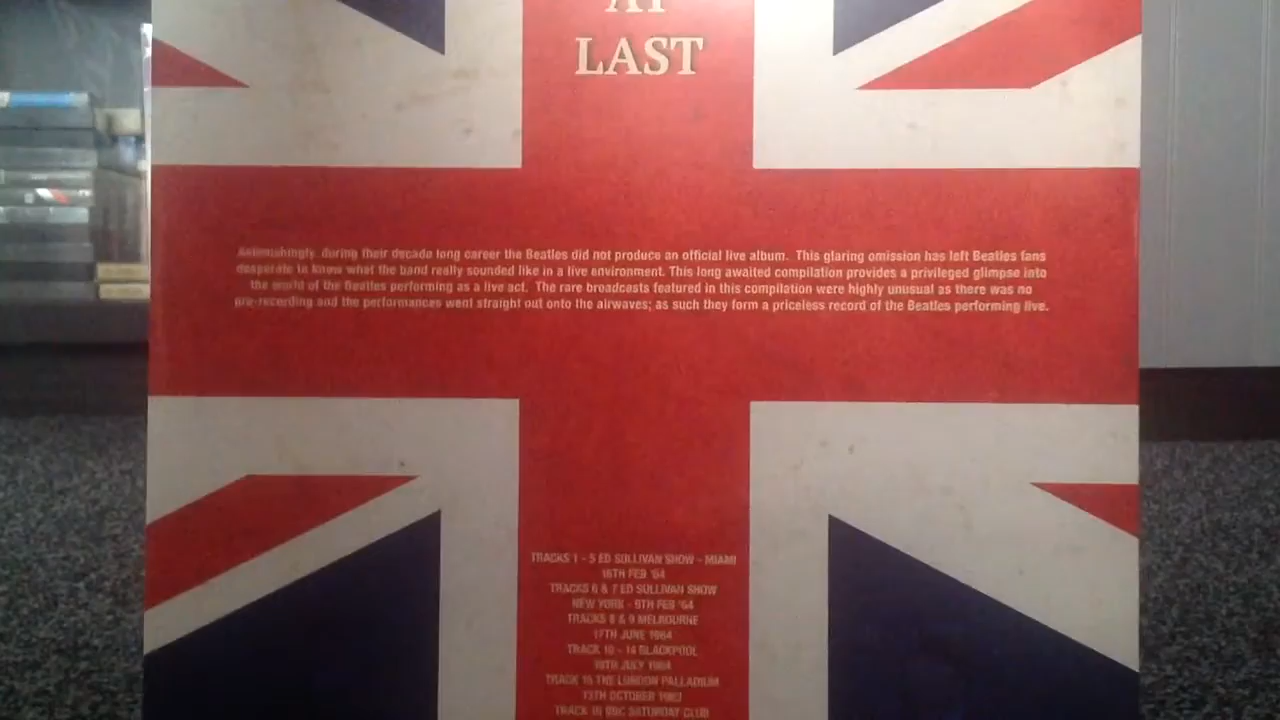 AT
LAST
Astonishingly, during their decade long career the Beatles did not produce an official live album. This glaring omission has left Beatles fans
desperate to know what the band really sounded like in a live environment. This long awaited compilation provides a privileged glimpse into
the world of the Beatles performing as a live act. The rare broadcasts featured in this compilation were highly unusual as there was no
pre-recording and the performances went straight out onto the airwaves; as such they form a priceless record of the Beatles performing live.
TRACKS 1 - 5 ED SULLIVAN SHOW - MIAMI
16TH FEB '64
TRACKS 6 & 7 ED SULLIVAN SHOW
NEW YORK - 9TH FEB '64
TRACKS 8 & 9 MELBOURNE
17TH JUNE 1964
TRACK 10 - 14 BLACKPOOL
19TH JULY 1964
TRACK 15 THE LONDON PALLADIUM
13TH OCTOBER 1963
TRACK 16 BBC SATURDAY CLUB